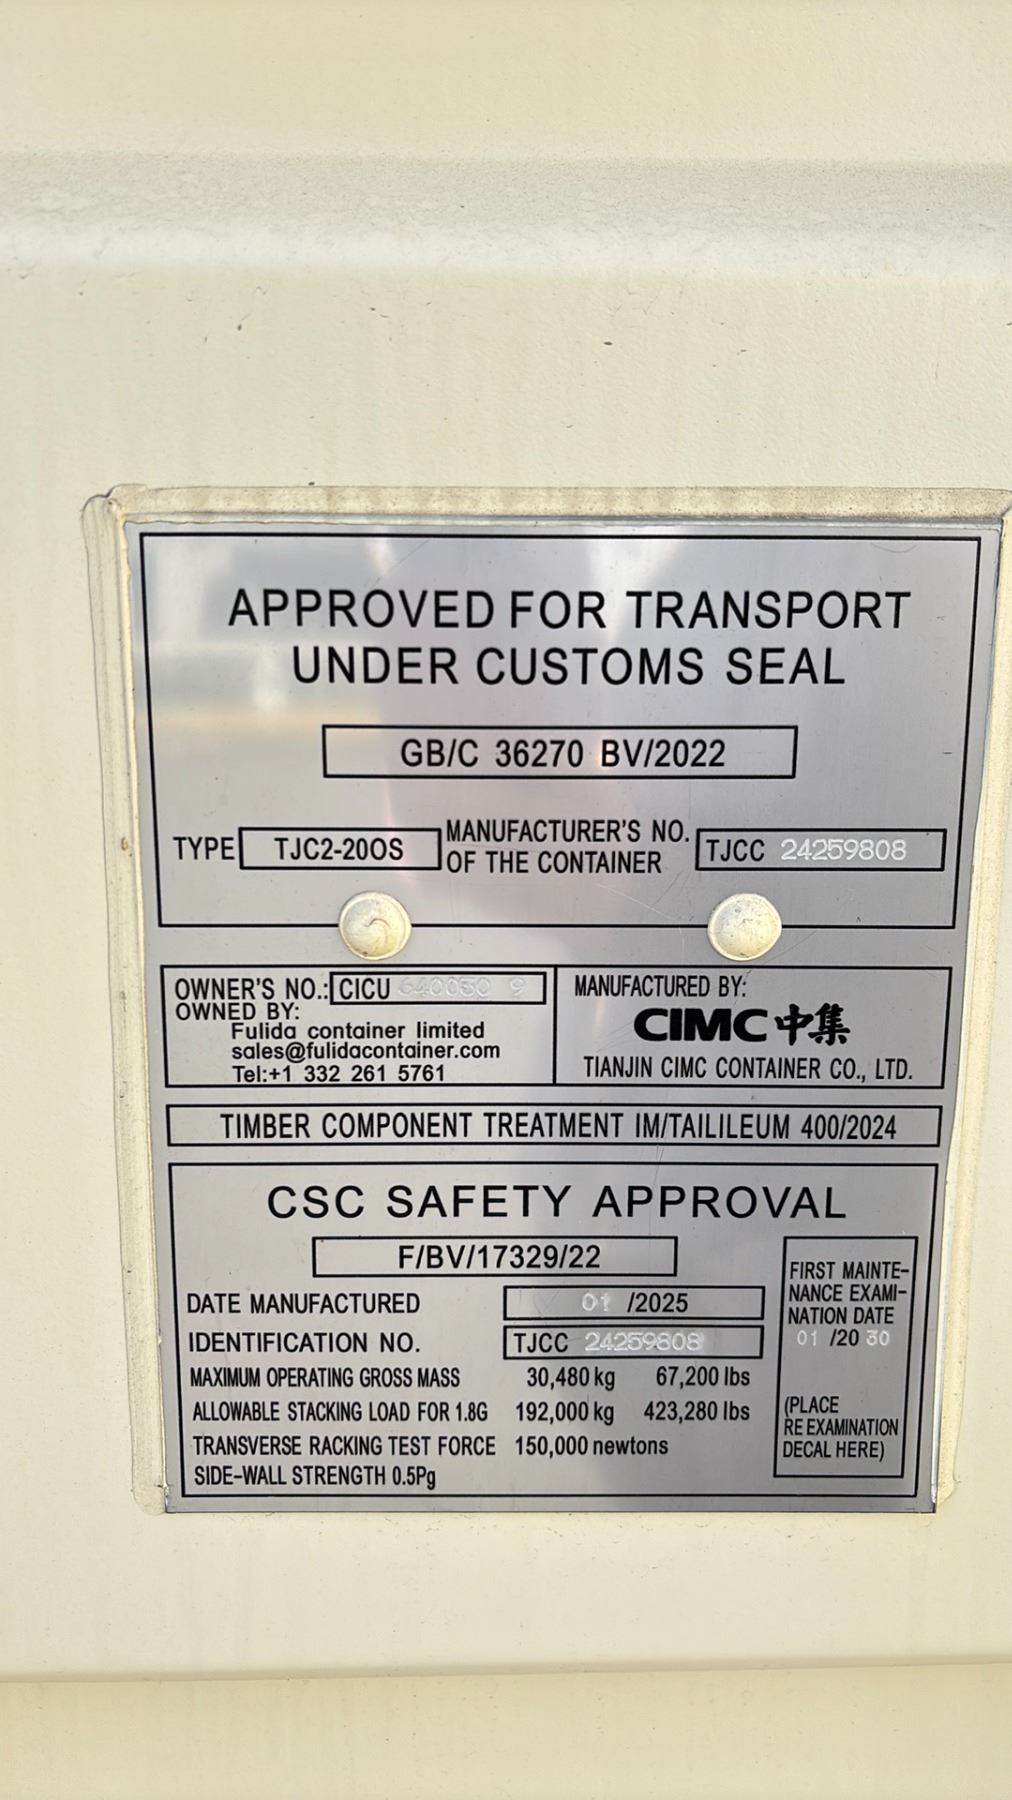 APPROVED FOR TRANSPORT
UNDER CUSTOMS SEAL
GB/C 36270 BV/2022
TYPE TJC2-20OS MANUFACTURER'S NO. OF THE CONTAINER TJCC 24259808
OWNER'S NO.: CICU 640030 9
OWNED BY:
Fulida container limited
sales@fulidacontainer.com
Tel:+1 332 261 5761
MANUFACTURED BY:
CIMC中集
TIANJIN CIMC CONTAINER CO., LTD.
TIMBER COMPONENT TREATMENT IM/TAILILEUM 400/2024
CSC SAFETY APPROVAL
F/BV/17329/22
DATE MANUFACTURED 01 /2025
IDENTIFICATION NO. TJCC 24259808
MAXIMUM OPERATING GROSS MASS 30,480 kg 67,200 lbs
ALLOWABLE STACKING LOAD FOR 1.8G 192,000 kg 423,280 lbs
TRANSVERSE RACKING TEST FORCE 150,000 newtons
SIDE-WALL STRENGTH 0.5Pg
FIRST MAINTE-
NANCE EXAMI-
NATION DATE
01 /20 30
(PLACE
RE EXAMINATION
DECAL HERE)